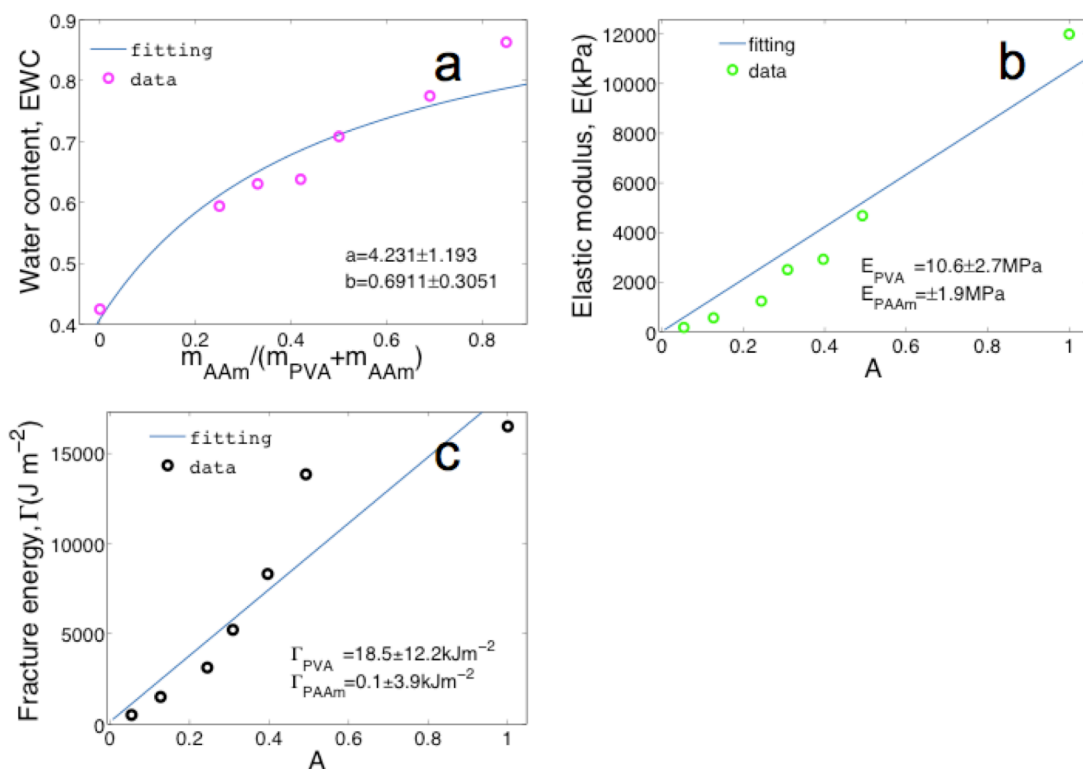 a
Water content, EWC
0.9
0.8
0.7
0.6
0.5
0.4
fitting
data
a=4.231±1.193
b=0.6911±0.3051
0 0.2 0.4 0.6 0.8
m_AAm/(m_PVA+m_AAm)
b
Elastic modulus, E(kPa)
12000
10000
8000
6000
4000
2000
0
fitting
data
E_PVA =10.6±2.7MPa
E_PAAm=±1.9MPa
0 0.2 0.4 0.6 0.8 1
A
c
Fracture energy,Γ(J m⁻²)
15000
10000
5000
0
fitting
data
Γ_PVA =18.5±12.2kJm⁻²
Γ_PAAm=0.1±3.9kJm⁻²
0 0.2 0.4 0.6 0.8 1
A